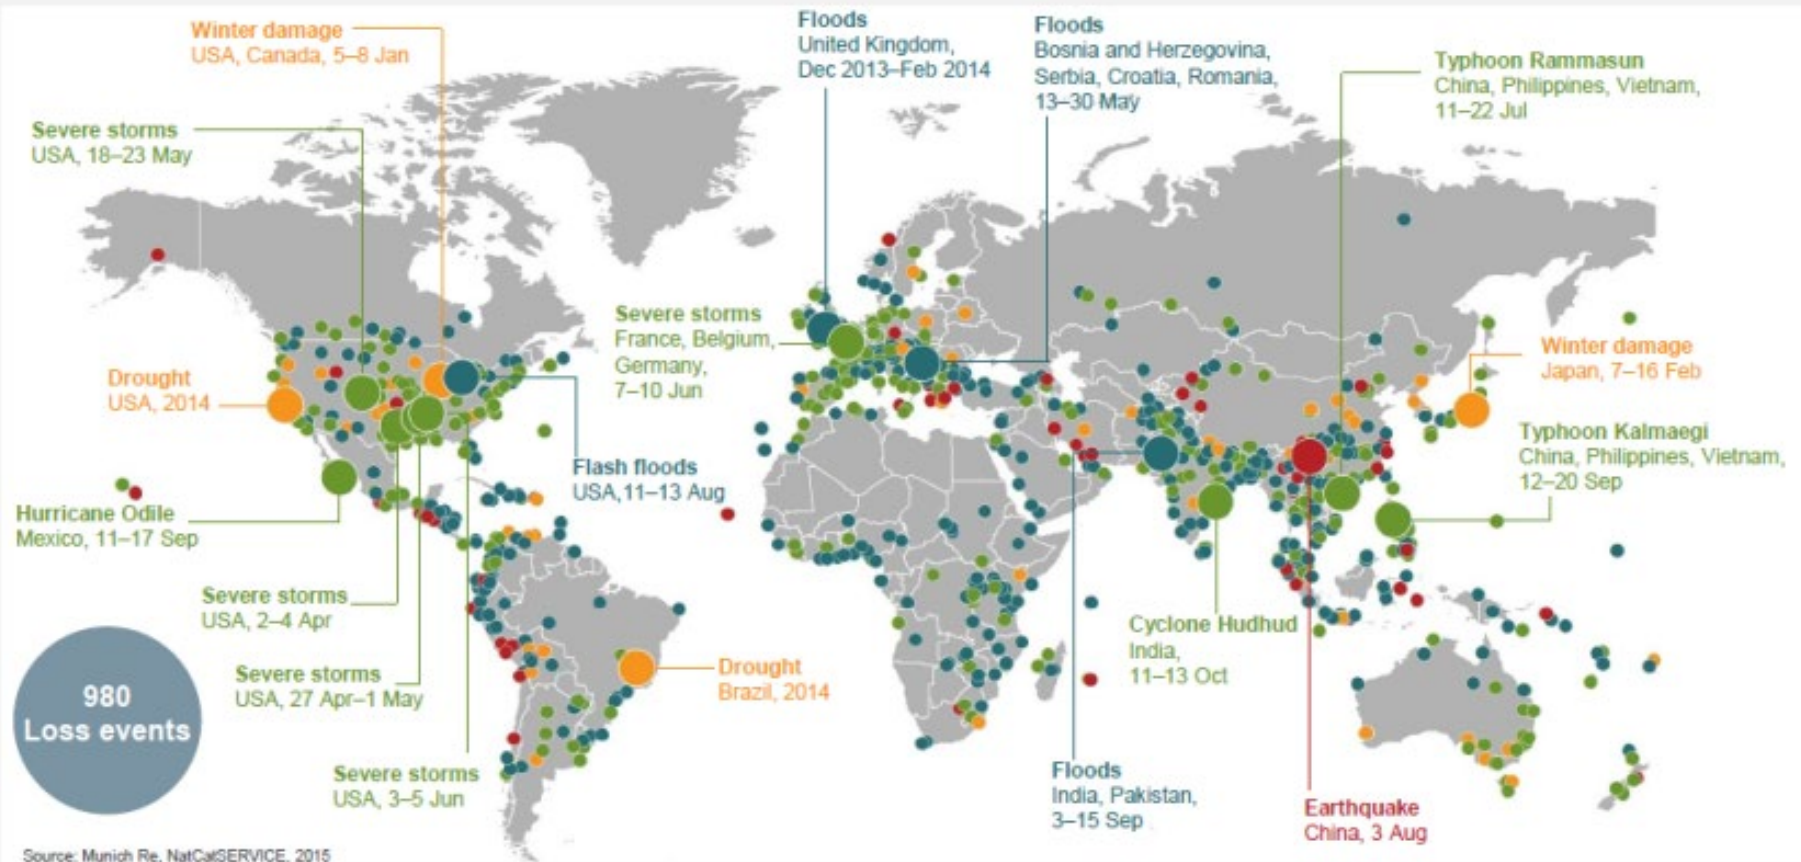 Winter damage
USA, Canada, 5–8 Jan
Floods
United Kingdom,
Dec 2013–Feb 2014
Floods
Bosnia and Herzegovina,
Serbia, Croatia, Romania,
13–30 May
Typhoon Rammasun
China, Philippines, Vietnam,
11–22 Jul
Severe storms
USA, 18–23 May
Severe storms
France, Belgium,
Germany,
7–10 Jun
Winter damage
Japan, 7–16 Feb
Drought
USA, 2014
Typhoon Kalmaegi
China, Philippines, Vietnam,
12–20 Sep
Flash floods
USA, 11–13 Aug
Hurricane Odile
Mexico, 11–17 Sep
Severe storms
USA, 2–4 Apr
Cyclone Hudhud
India,
11–13 Oct
Severe storms
USA, 27 Apr–1 May
Drought
Brazil, 2014
980
Loss events
Severe storms
USA, 3–5 Jun
Floods
India, Pakistan,
3–15 Sep
Earthquake
China, 3 Aug
Source: Munich Re, NatCatSERVICE, 2015